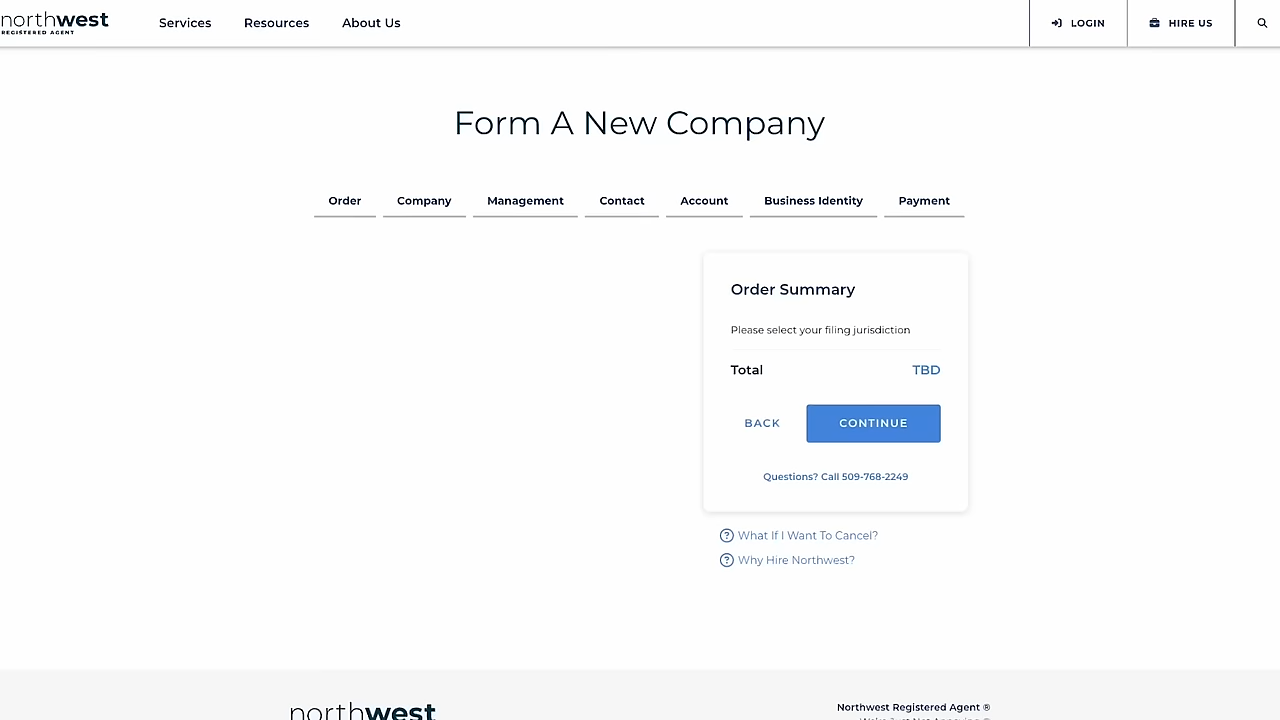 northwest
REGISTERED AGENT
Services Resources About Us
LOGIN
HIRE US
Form A New Company
Order Company Management Contact Account Business Identity Payment
Order Summary
Please select your filing jurisdiction
Total TBD
BACK CONTINUE
Questions? Call 509-768-2249
What If I Want To Cancel?
Why Hire Northwest?
northwest
Northwest Registered Agent ®